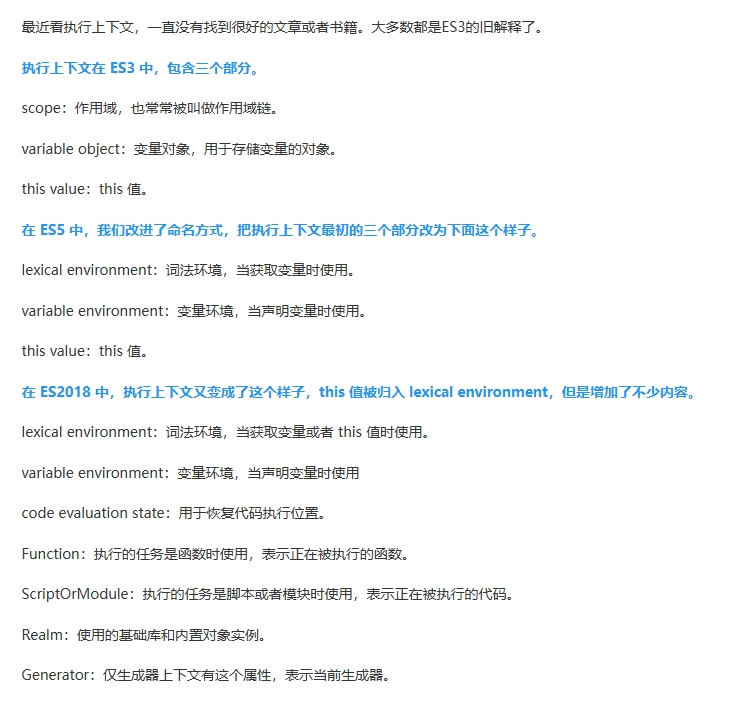 最近看执行上下文，一直没有找到很好的文章或者书籍。大多数都是ES3的旧解释了。
执行上下文在 ES3 中，包含三个部分。
scope：作用域，也常常被叫做作用域链。
variable object：变量对象，用于存储变量的对象。
this value：this 值。
在 ES5 中，我们改进了命名方式，把执行上下文最初的三个部分改为下面这个样子。
lexical environment：词法环境，当获取变量时使用。
variable environment：变量环境，当声明变量时使用。
this value：this 值。
在 ES2018 中，执行上下文又变成了这个样子，this 值被归入 lexical environment，但是增加了不少内容。
lexical environment：词法环境，当获取变量或者 this 值时使用。
variable environment：变量环境，当声明变量时使用
code evaluation state：用于恢复代码执行位置。
Function：执行的任务是函数时使用，表示正在被执行的函数。
ScriptOrModule：执行的任务是脚本或者模块时使用，表示正在被执行的代码。
Realm：使用的基础库和内置对象实例。
Generator：仅生成器上下文有这个属性，表示当前生成器。